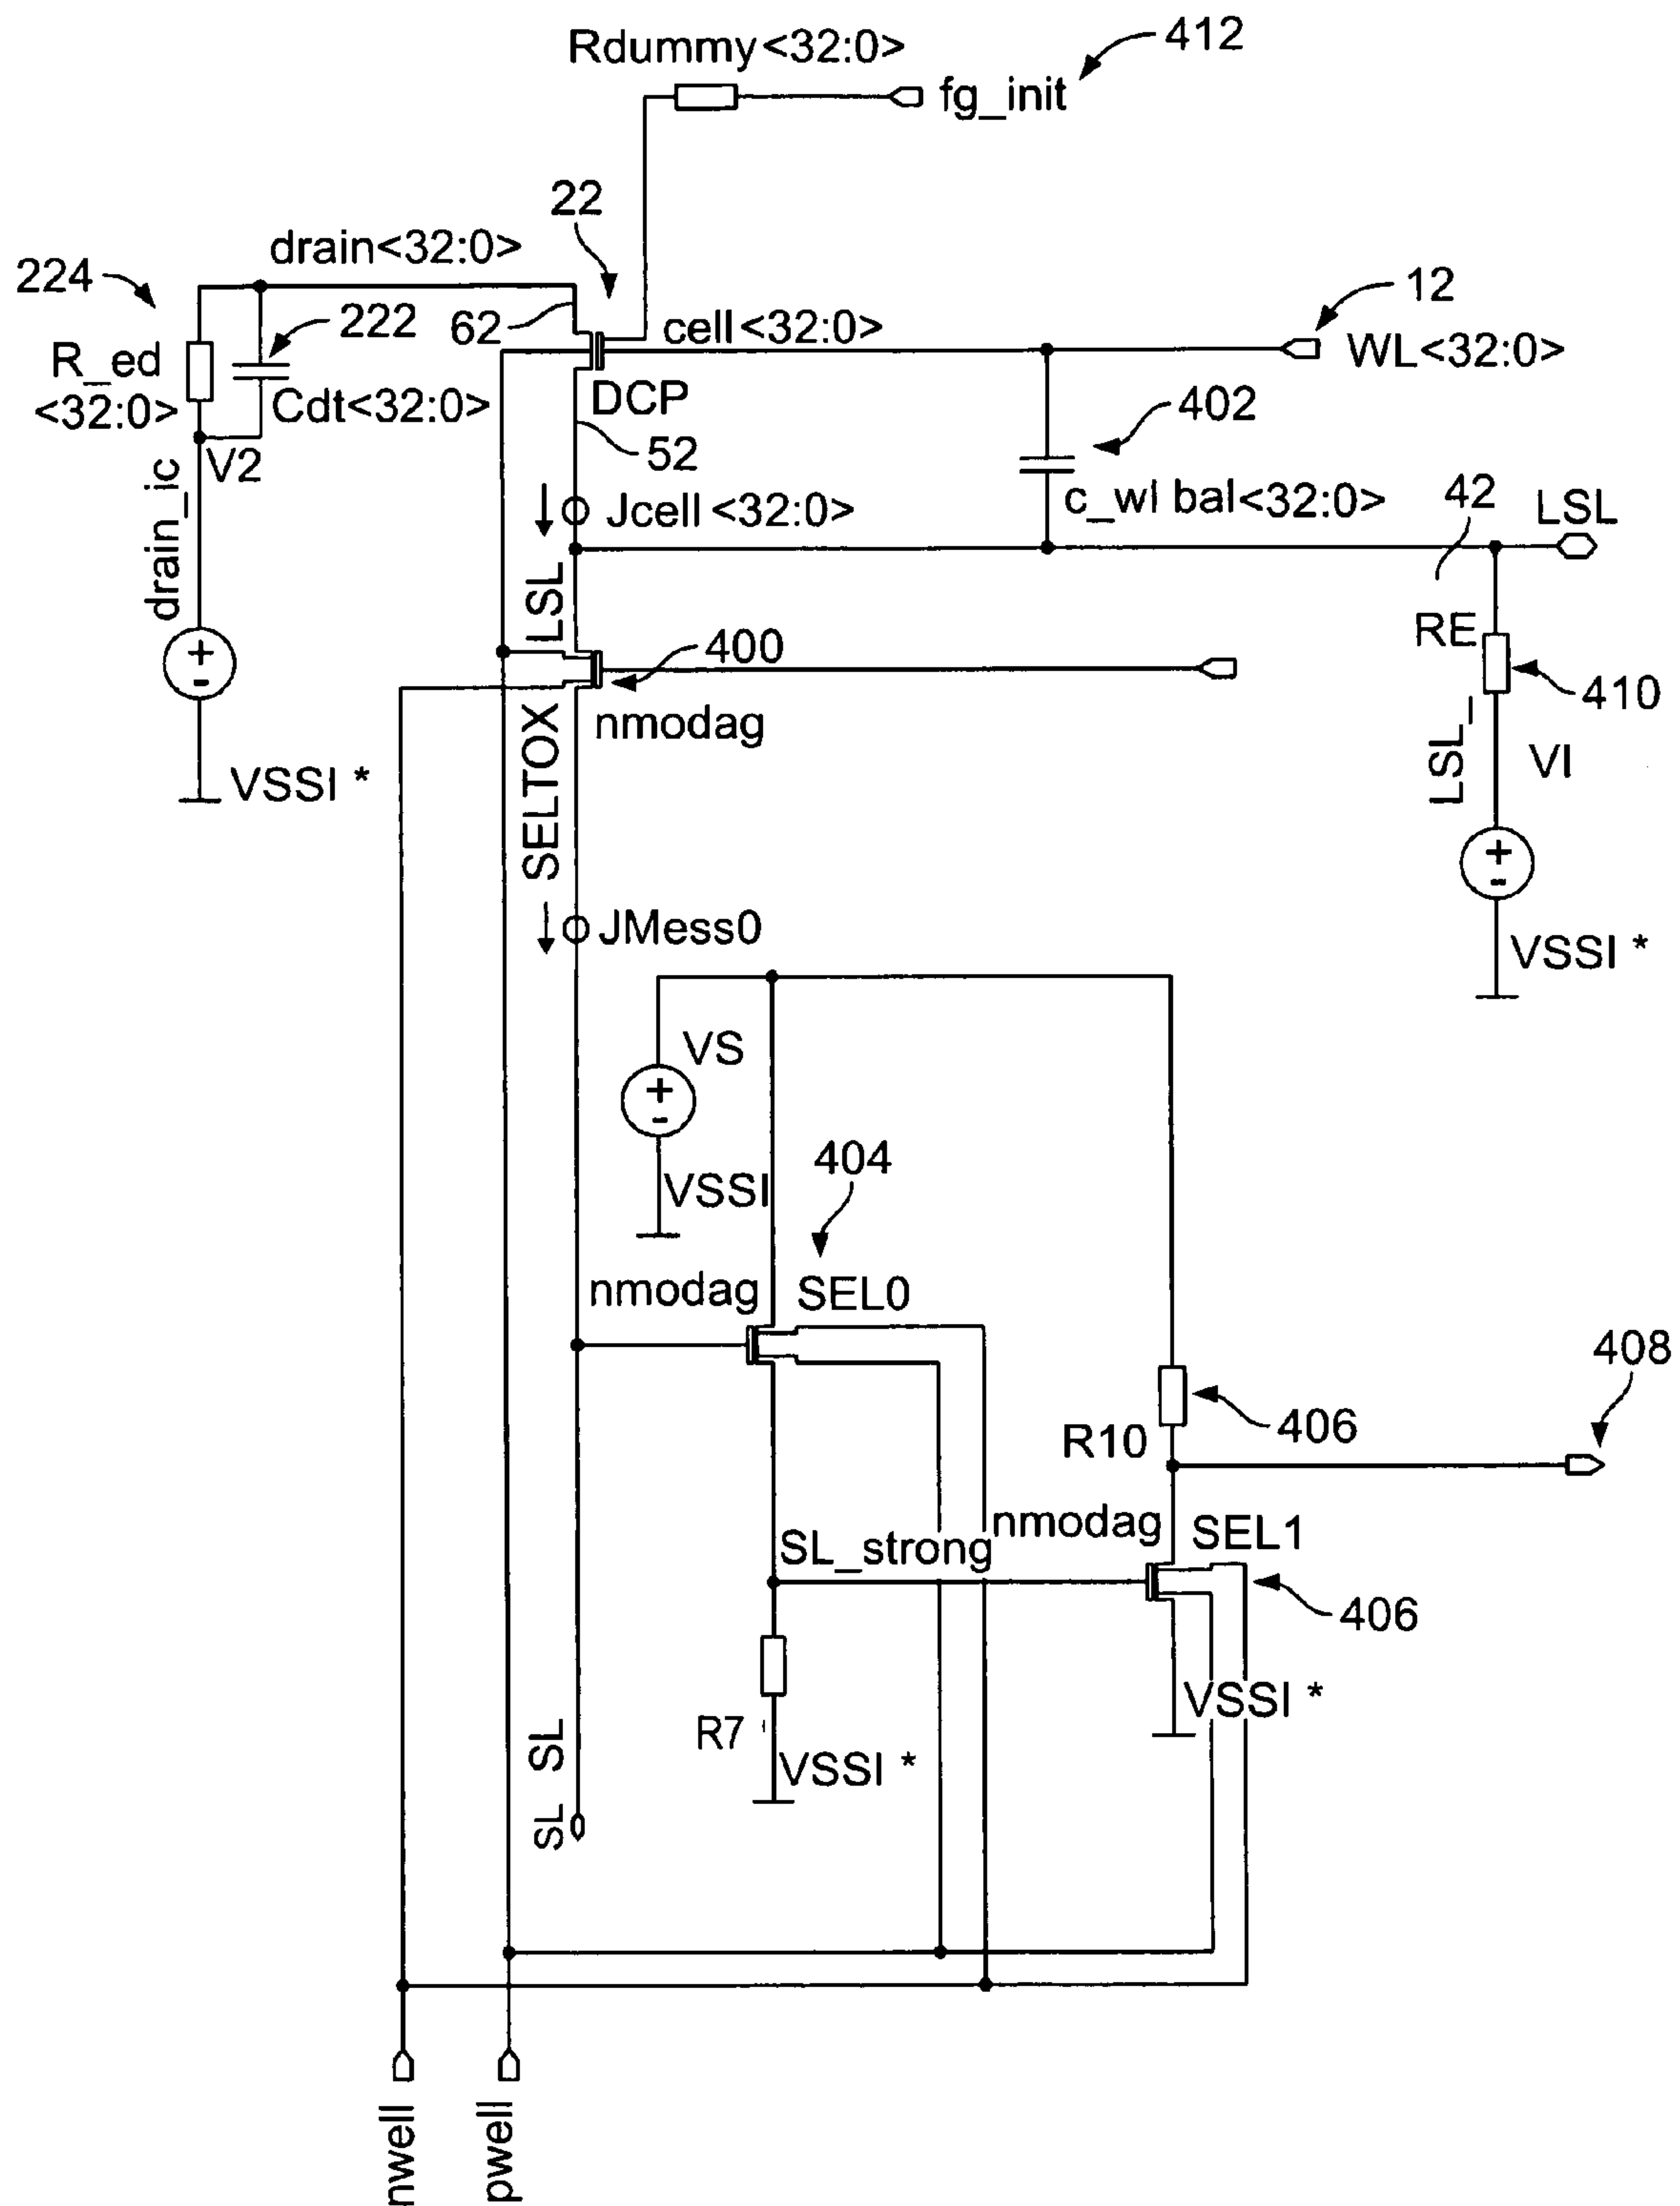 412
Rdummy<32:0>
fg_init
22
drain<32:0>
224
12
222
62
cell<32:0>
WL<32:0>
R_ed
<32:0>
Cdt<32:0>
DCP
402
V2
52
drain_ic
Jcell<32:0>
c_wl bal<32:0>
42
LSL
LSL
RE
400
410
nmodag
SELTOX
LSL_
VI
VSSI *
JMess0
VSSI *
VS
VSSI
404
nmodag
SEL0
408
406
R10
nmodag
SEL1
SL_strong
406
VSSI *
R7
VSSI *
SL
SL
nwell
pwell